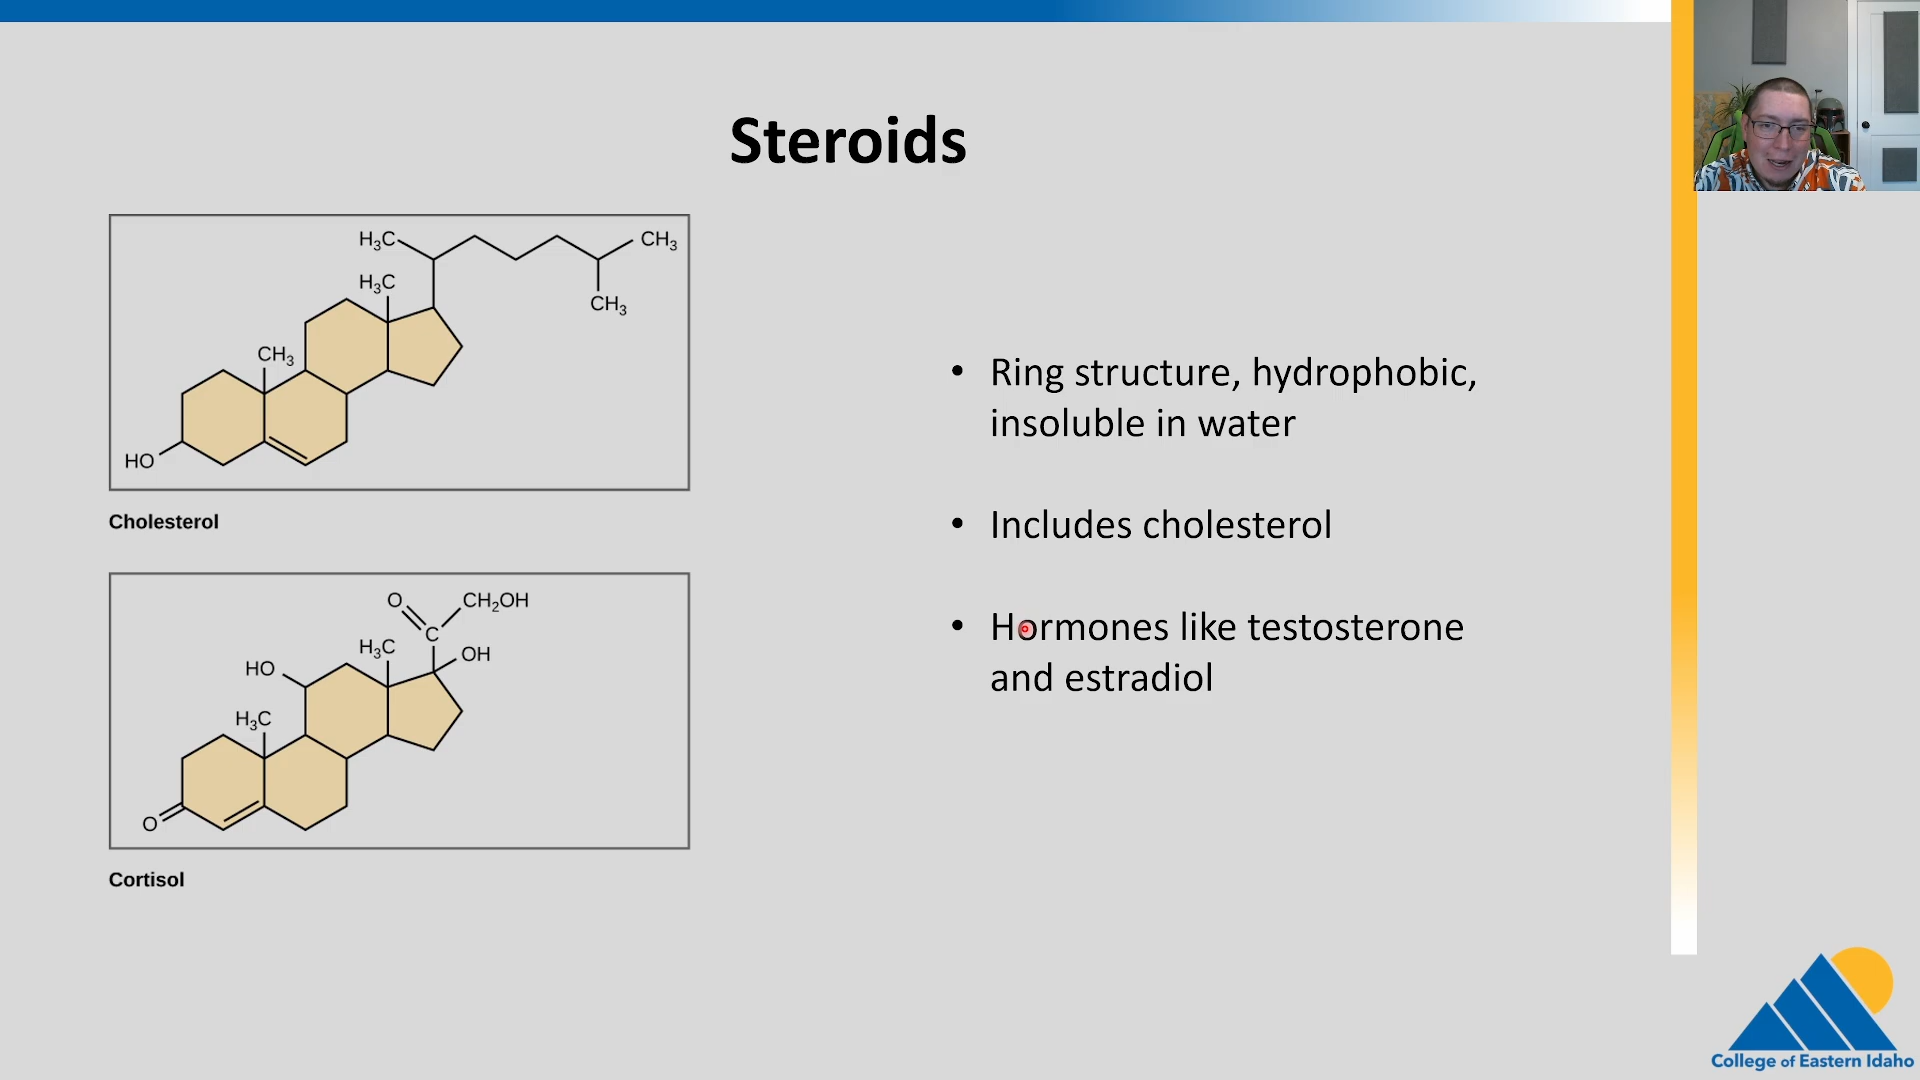 Steroids
H₃C
CH₃
H₃C
CH₃
CH₃
HO
Cholesterol
O
CH₂OH
C
H₃C
OH
HO
H₃C
O
Cortisol
• Ring structure, hydrophobic,
insoluble in water
• Includes cholesterol
• Hormones like testosterone
and estradiol
College of Eastern Idaho